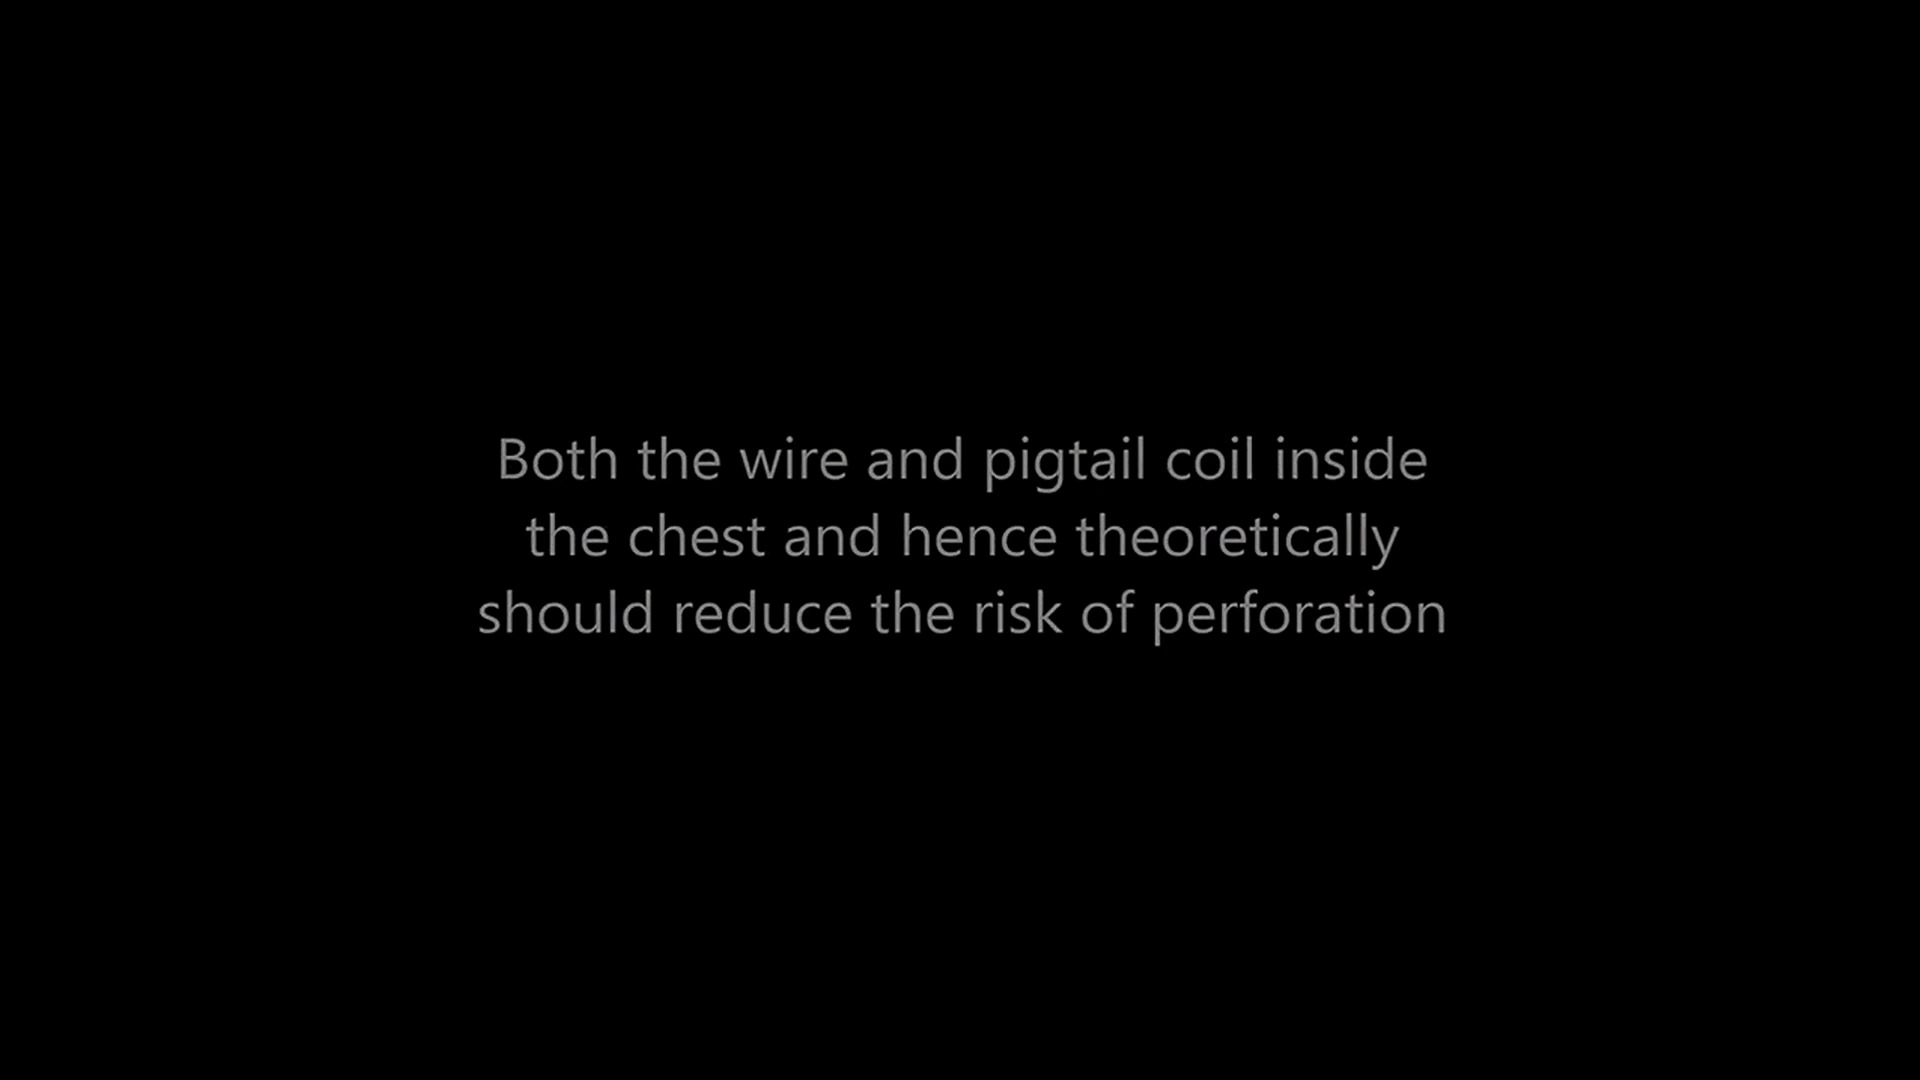 Both the wire and pigtail coil inside
the chest and hence theoretically
should reduce the risk of perforation